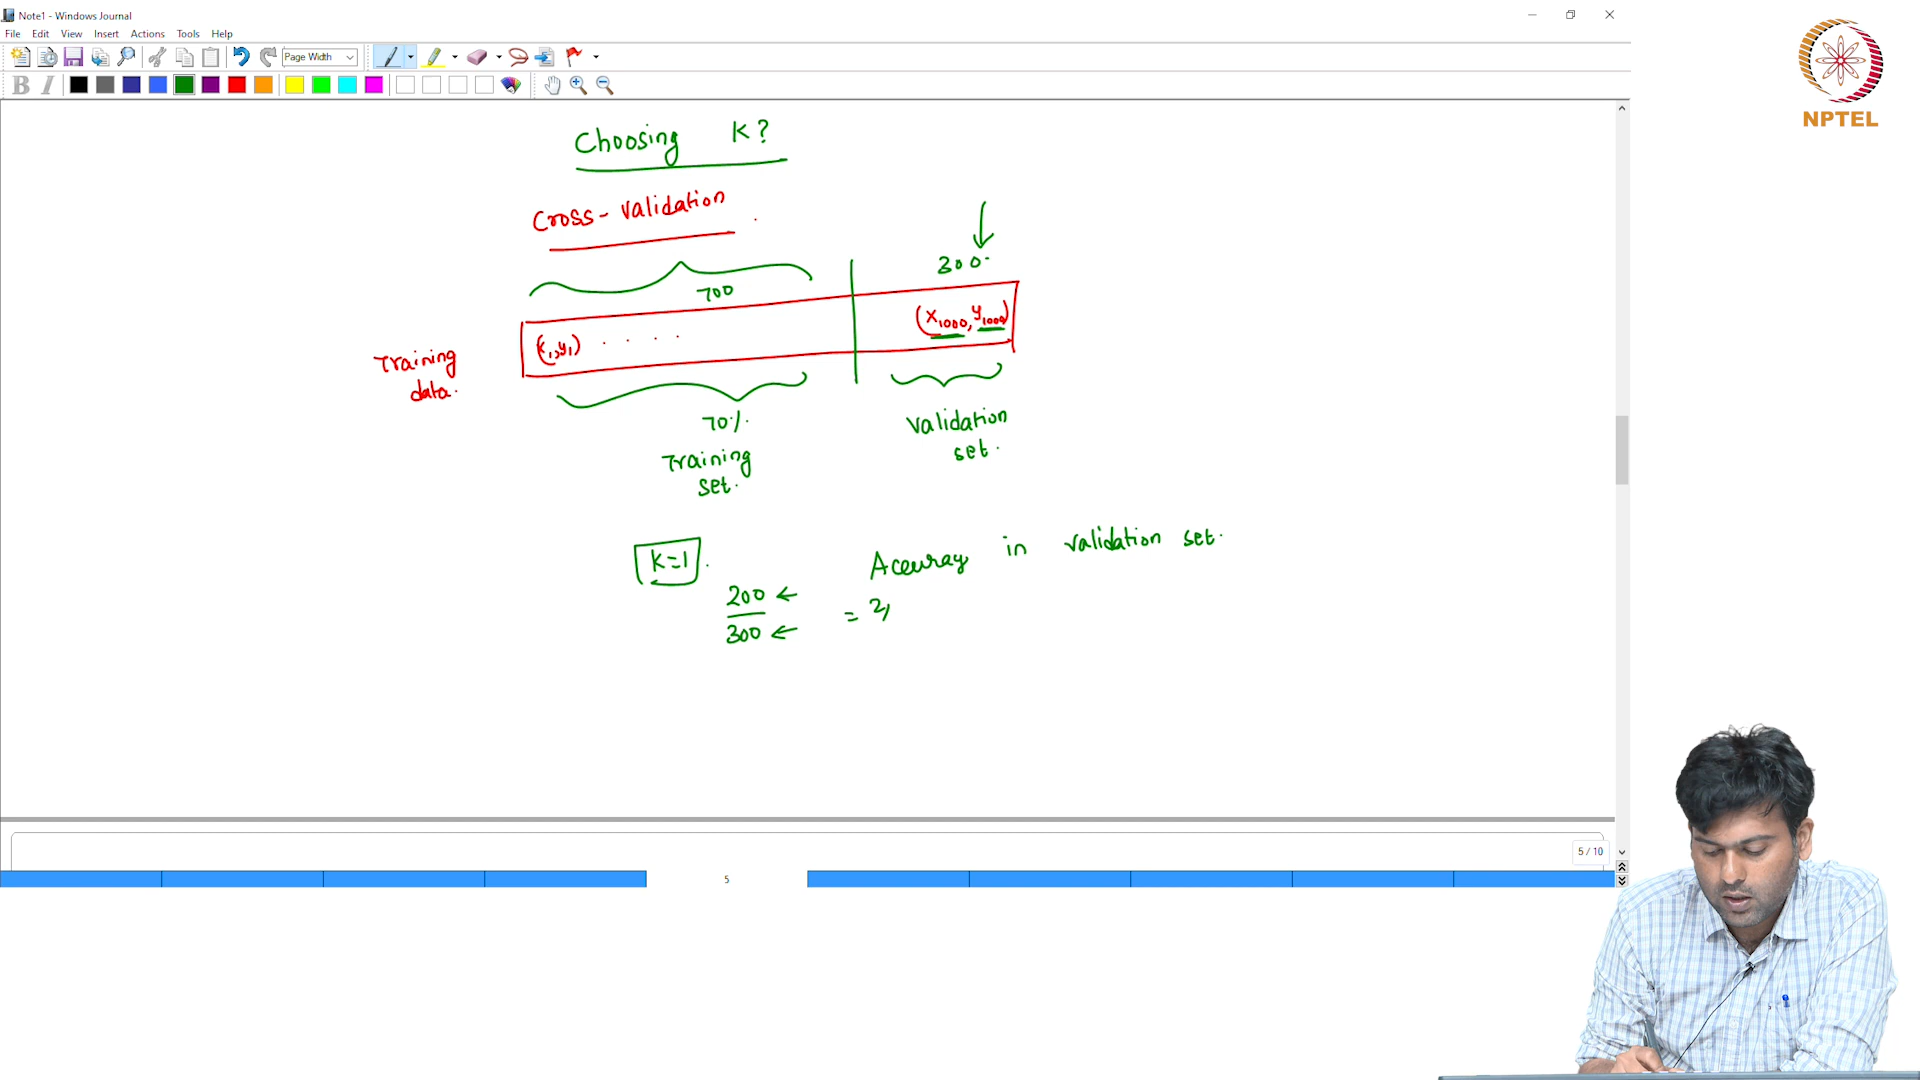 Note1 - Windows Journal
File Edit View Insert Actions Tools Help
Page Width
B I
NPTEL
Choosing K?
Cross-Validation
300
700
(x1,y1) . . . . (x1000, y1000)
Training
data.
70%
Training
set.
Validation
set.
K=1
Accuray in validation set.
200
300
= 2/
5 / 10
5